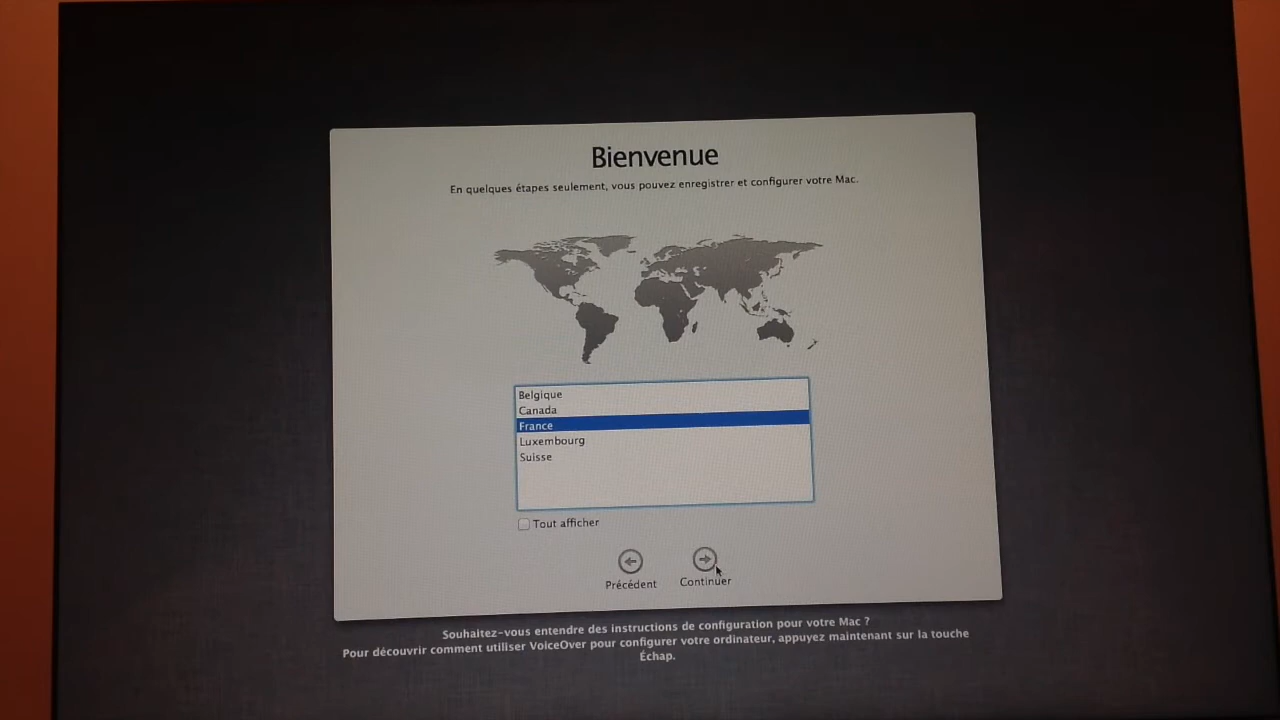 Bienvenue
En quelques étapes seulement, vous pouvez enregistrer et configurer votre Mac.
Belgique
Canada
France
Luxembourg
Suisse
Tout afficher
Précédent
Continuer
Souhaitez-vous entendre des instructions de configuration pour votre Mac ?
Pour découvrir comment utiliser VoiceOver pour configurer votre ordinateur, appuyez maintenant sur la touche
Échap.